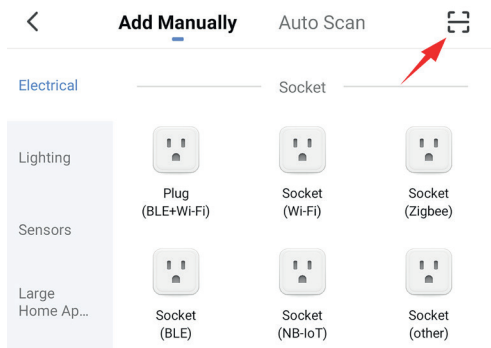 Add Manually
Auto Scan
Electrical
Lighting
Sensors
Large
Home Ap...
Socket
Plug
(BLE+Wi-Fi)
Socket
(Wi-Fi)
Socket
(Zigbee)
Socket
(BLE)
Socket
(NB-IoT)
Socket
(other)